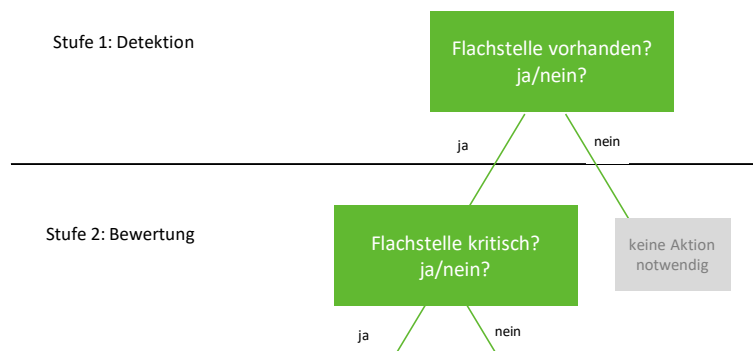 Stufe 1: Detektion
Flachstelle vorhanden?
ja/nein?
ja
nein
Stufe 2: Bewertung
Flachstelle kritisch?
ja/nein?
keine Aktion
notwendig
ja
nein